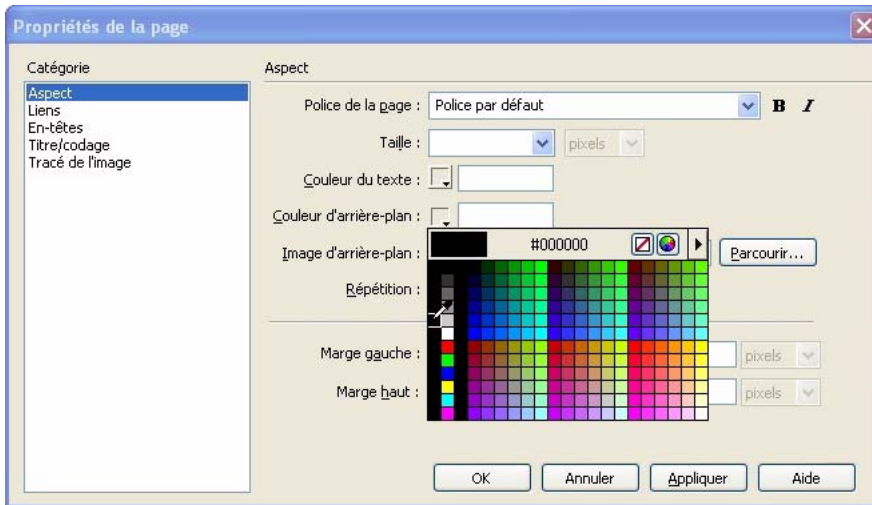 Propriétés de la page
Catégorie
Aspect
Liens
En-têtes
Titre/codage
Tracé de l'image
Aspect
Police de la page : Police par défaut B I
Taille : pixels
Couleur du texte :
Couleur d'arrière-plan :
#000000
Image d'arrière-plan : Parcourir...
Répétition :
Marge gauche : pixels
Marge haut : pixels
OK Annuler Appliquer Aide